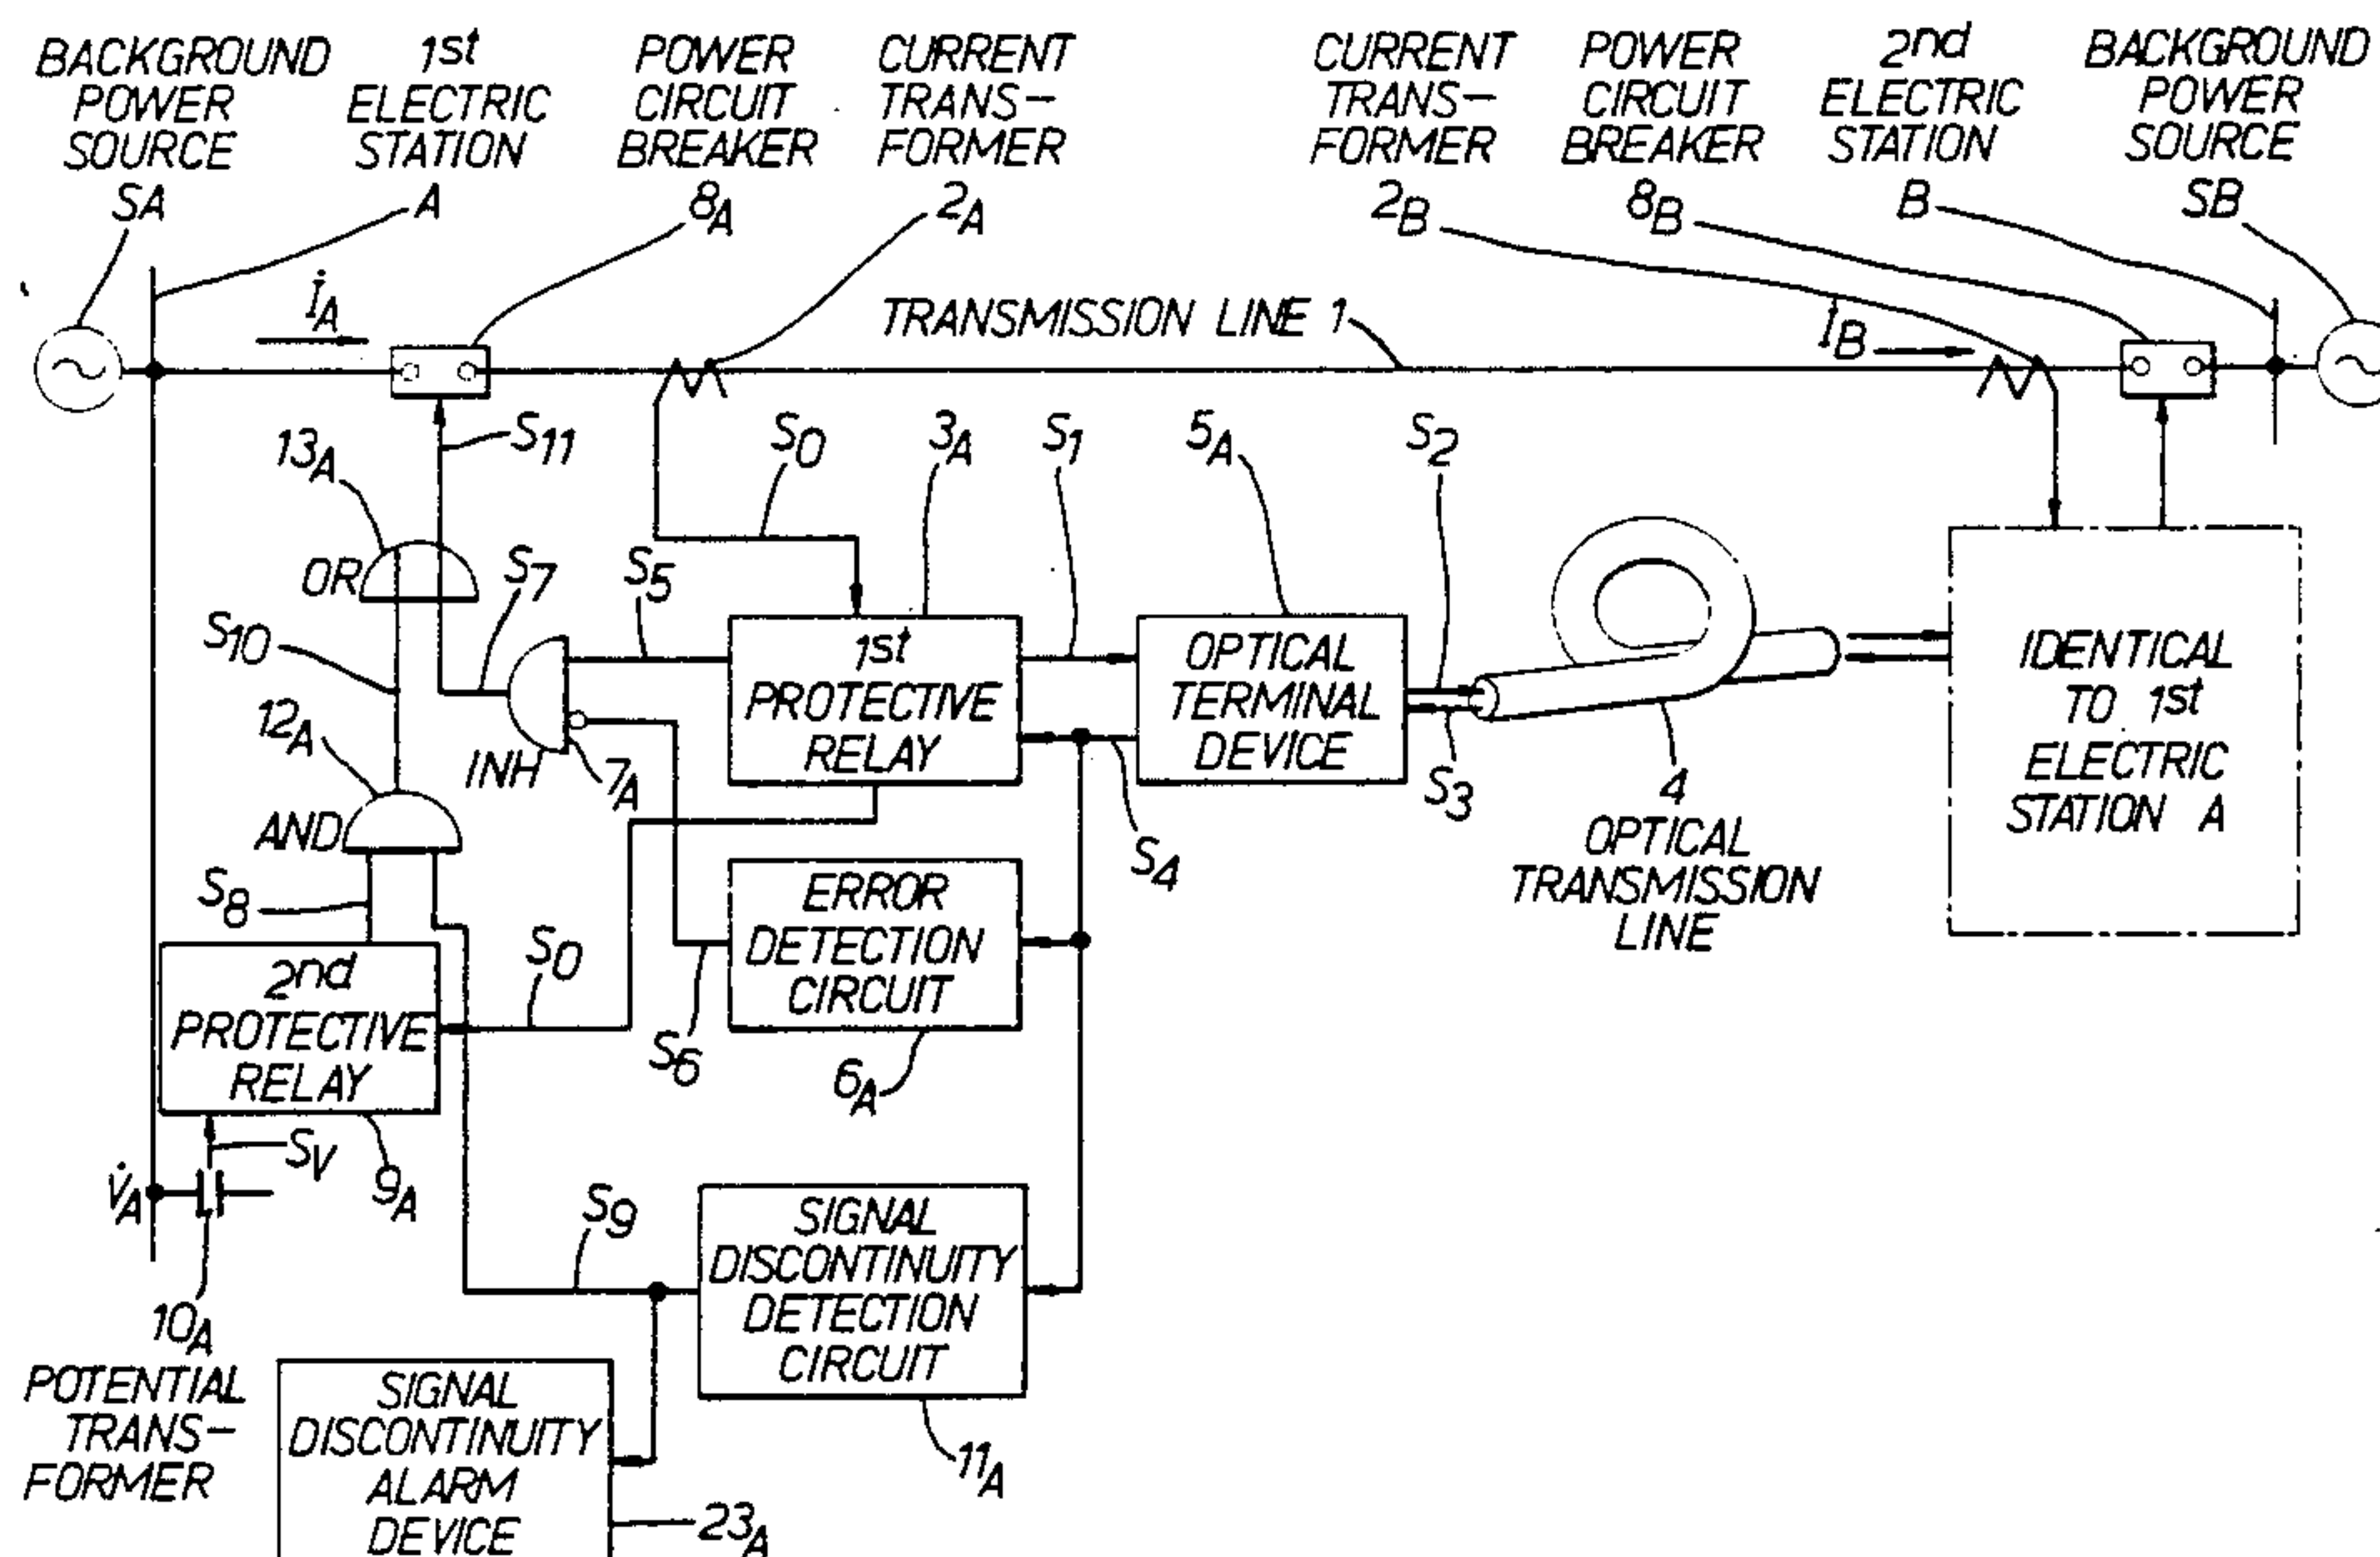 BACKGROUND POWER SOURCE SA
1st ELECTRIC STATION A
POWER CIRCUIT BREAKER 8A
CURRENT TRANS- FORMER 2A
CURRENT TRANS- FORMER 2B
POWER CIRCUIT BREAKER 8B
2nd ELECTRIC STATION B
BACKGROUND POWER SOURCE SB
İA
TRANSMISSION LINE 1
İB
13A
S11
S0
3A
S1
5A
S2
OR
S7
S5
S10
1st PROTECTIVE RELAY
OPTICAL TERMINAL DEVICE
IDENTICAL TO 1st ELECTRIC STATION A
12A
INH
7A
S3
4
OPTICAL TRANSMISSION LINE
AND
S4
S8
ERROR DETECTION CIRCUIT
S0
2nd PROTECTIVE RELAY
S6
6A
SV
V̇A
9A
S9
SIGNAL DISCONTINUITY DETECTION CIRCUIT
10A
POTENTIAL TRANS- FORMER
SIGNAL DISCONTINUITY ALARM DEVICE
11A
23A